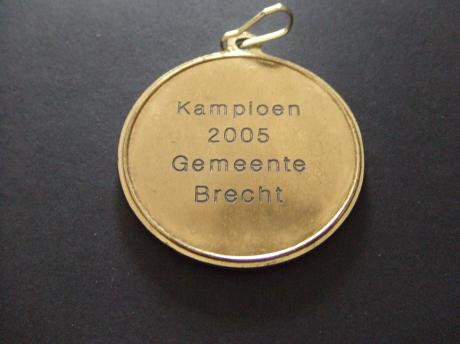 Kampioen
2005
Gemeente
Brecht